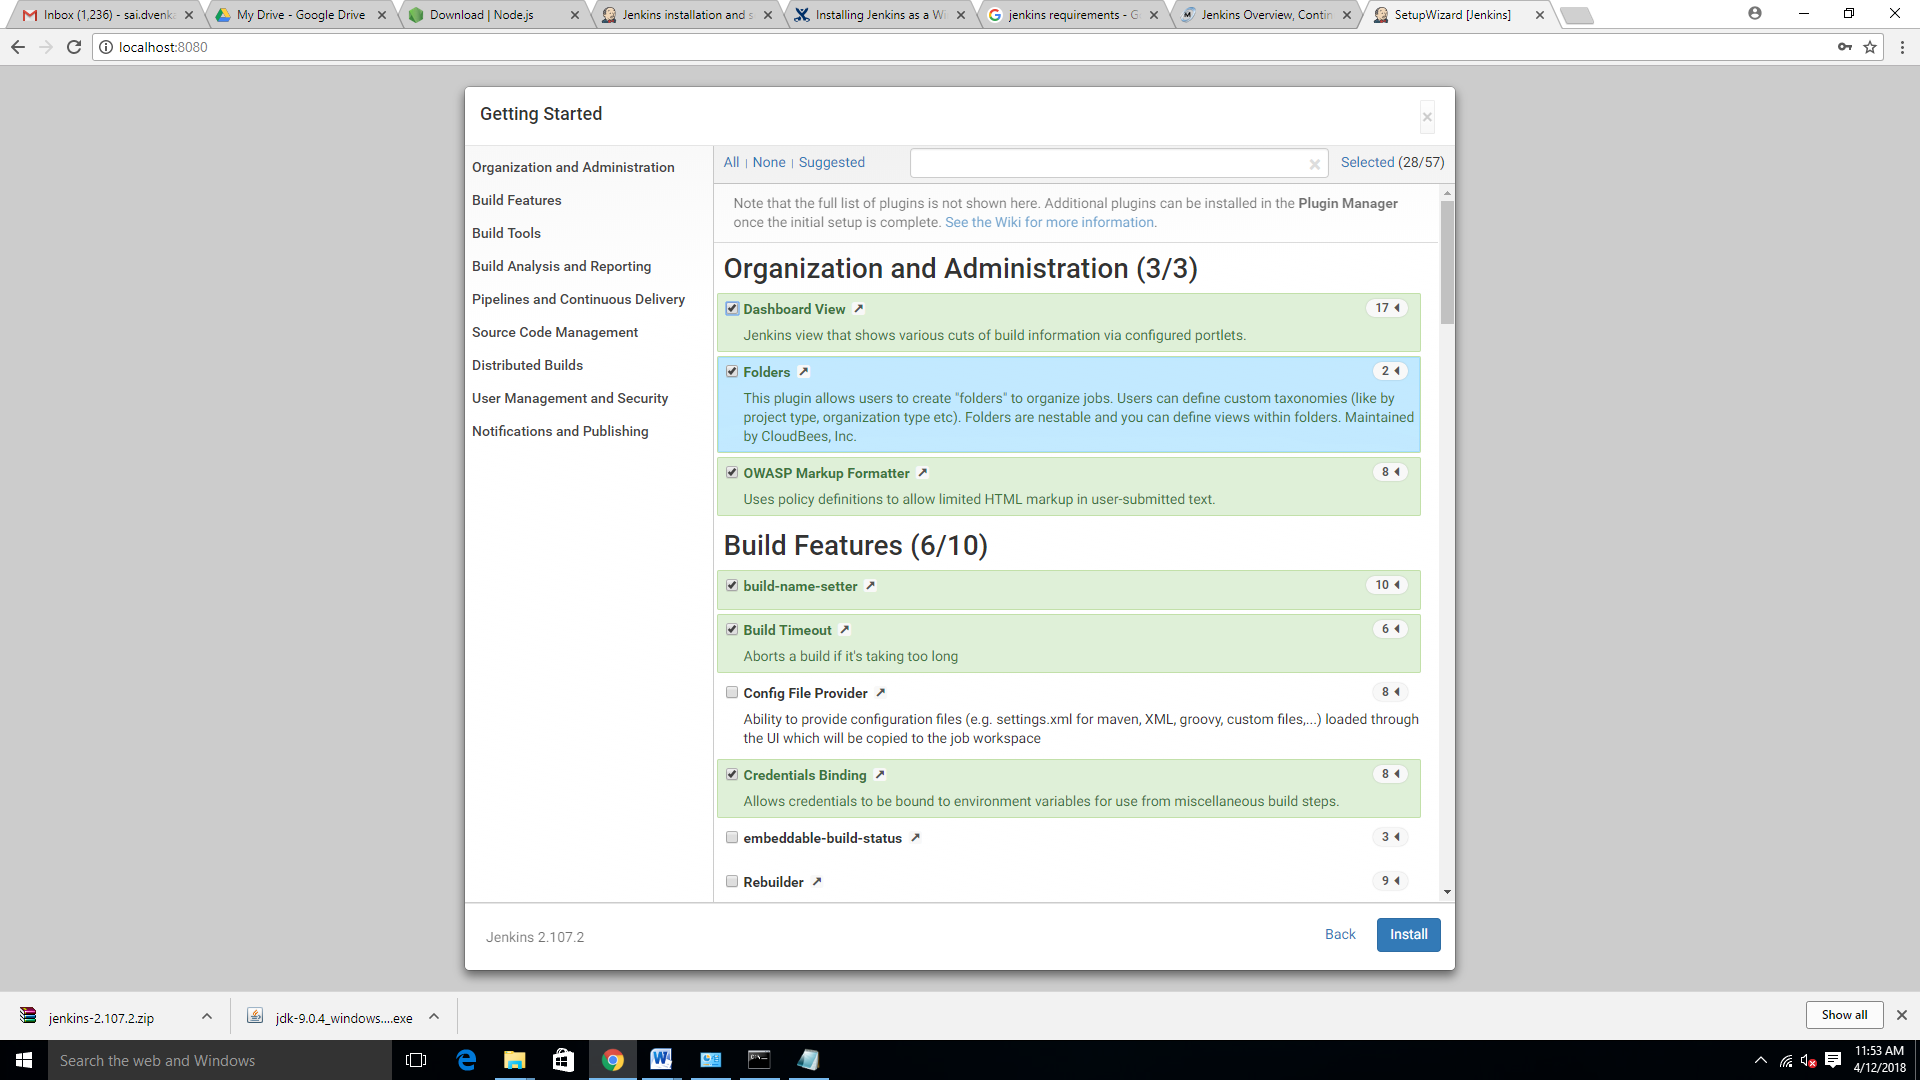 Inbox (1,236) - sai.dvenka
My Drive - Google Drive
Download | Node.js
Jenkins installation and s
Installing Jenkins as a Wi
jenkins requirements - G
Jenkins Overview, Contin
SetupWizard [Jenkins]
localhost:8080
Getting Started
Organization and Administration
Build Features
Build Tools
Build Analysis and Reporting
Pipelines and Continuous Delivery
Source Code Management
Distributed Builds
User Management and Security
Notifications and Publishing
All | None | Suggested
Selected (28/57)
Note that the full list of plugins is not shown here. Additional plugins can be installed in the Plugin Manager
once the initial setup is complete. See the Wiki for more information.
Organization and Administration (3/3)
Dashboard View 17
Jenkins view that shows various cuts of build information via configured portlets.
Folders 2
This plugin allows users to create "folders" to organize jobs. Users can define custom taxonomies (like by
project type, organization type etc). Folders are nestable and you can define views within folders. Maintained
by CloudBees, Inc.
OWASP Markup Formatter 8
Uses policy definitions to allow limited HTML markup in user-submitted text.
Build Features (6/10)
build-name-setter 10
Build Timeout 6
Aborts a build if it's taking too long
Config File Provider 8
Ability to provide configuration files (e.g. settings.xml for maven, XML, groovy, custom files,...) loaded through
the UI which will be copied to the job workspace
Credentials Binding 8
Allows credentials to be bound to environment variables for use from miscellaneous build steps.
embeddable-build-status 3
Rebuilder 9
Jenkins 2.107.2
Back
Install
jenkins-2.107.2.zip
jdk-9.0.4_windows....exe
Show all
Search the web and Windows
11:53 AM
4/12/2018